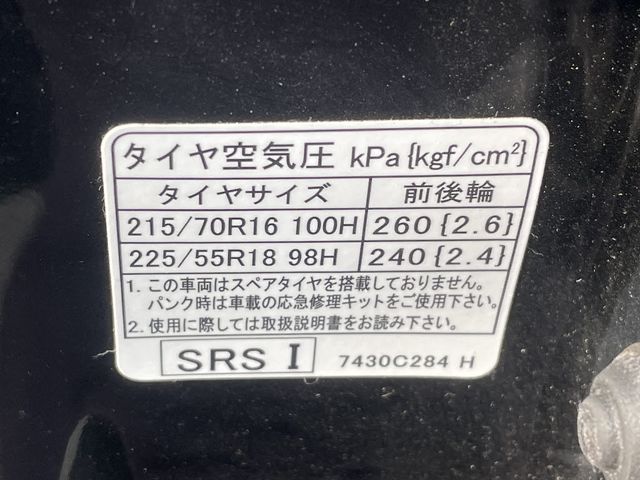 タイヤ空気圧 kPa{kgf/cm²}
タイヤサイズ 前後輪
215/70R16 100H 260{2.6}
225/55R18 98H 240{2.4}
1. この車両はスペアタイヤを搭載しておりません。
パンク時は車載の応急修理キットをご使用下さい。
2. 使用に際しては取扱説明書をお読み下さい。
SRS I 7430C284 H